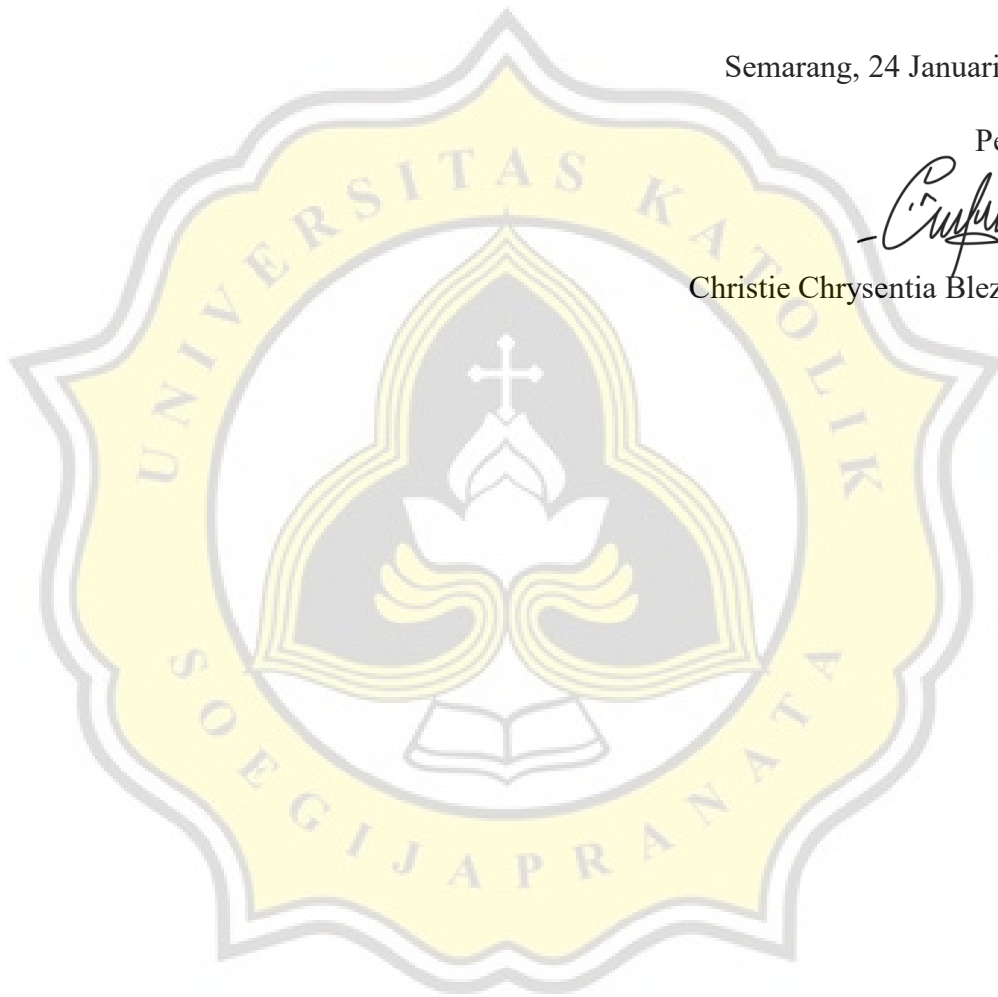 Semarang, 24 Januari
Pe
Christie Chrysentia Blez
UNIVERSITAS KATOLIK
SOEGIJAPRANATA